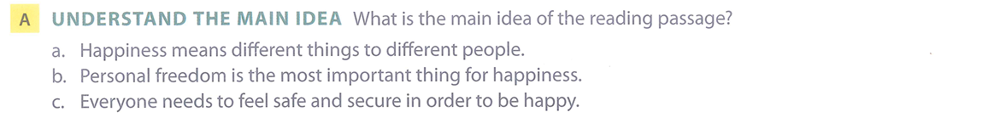 A UNDERSTAND THE MAIN IDEA What is the main idea of the reading passage?
a. Happiness means different things to different people.
b. Personal freedom is the most important thing for happiness.
c. Everyone needs to feel safe and secure in order to be happy.